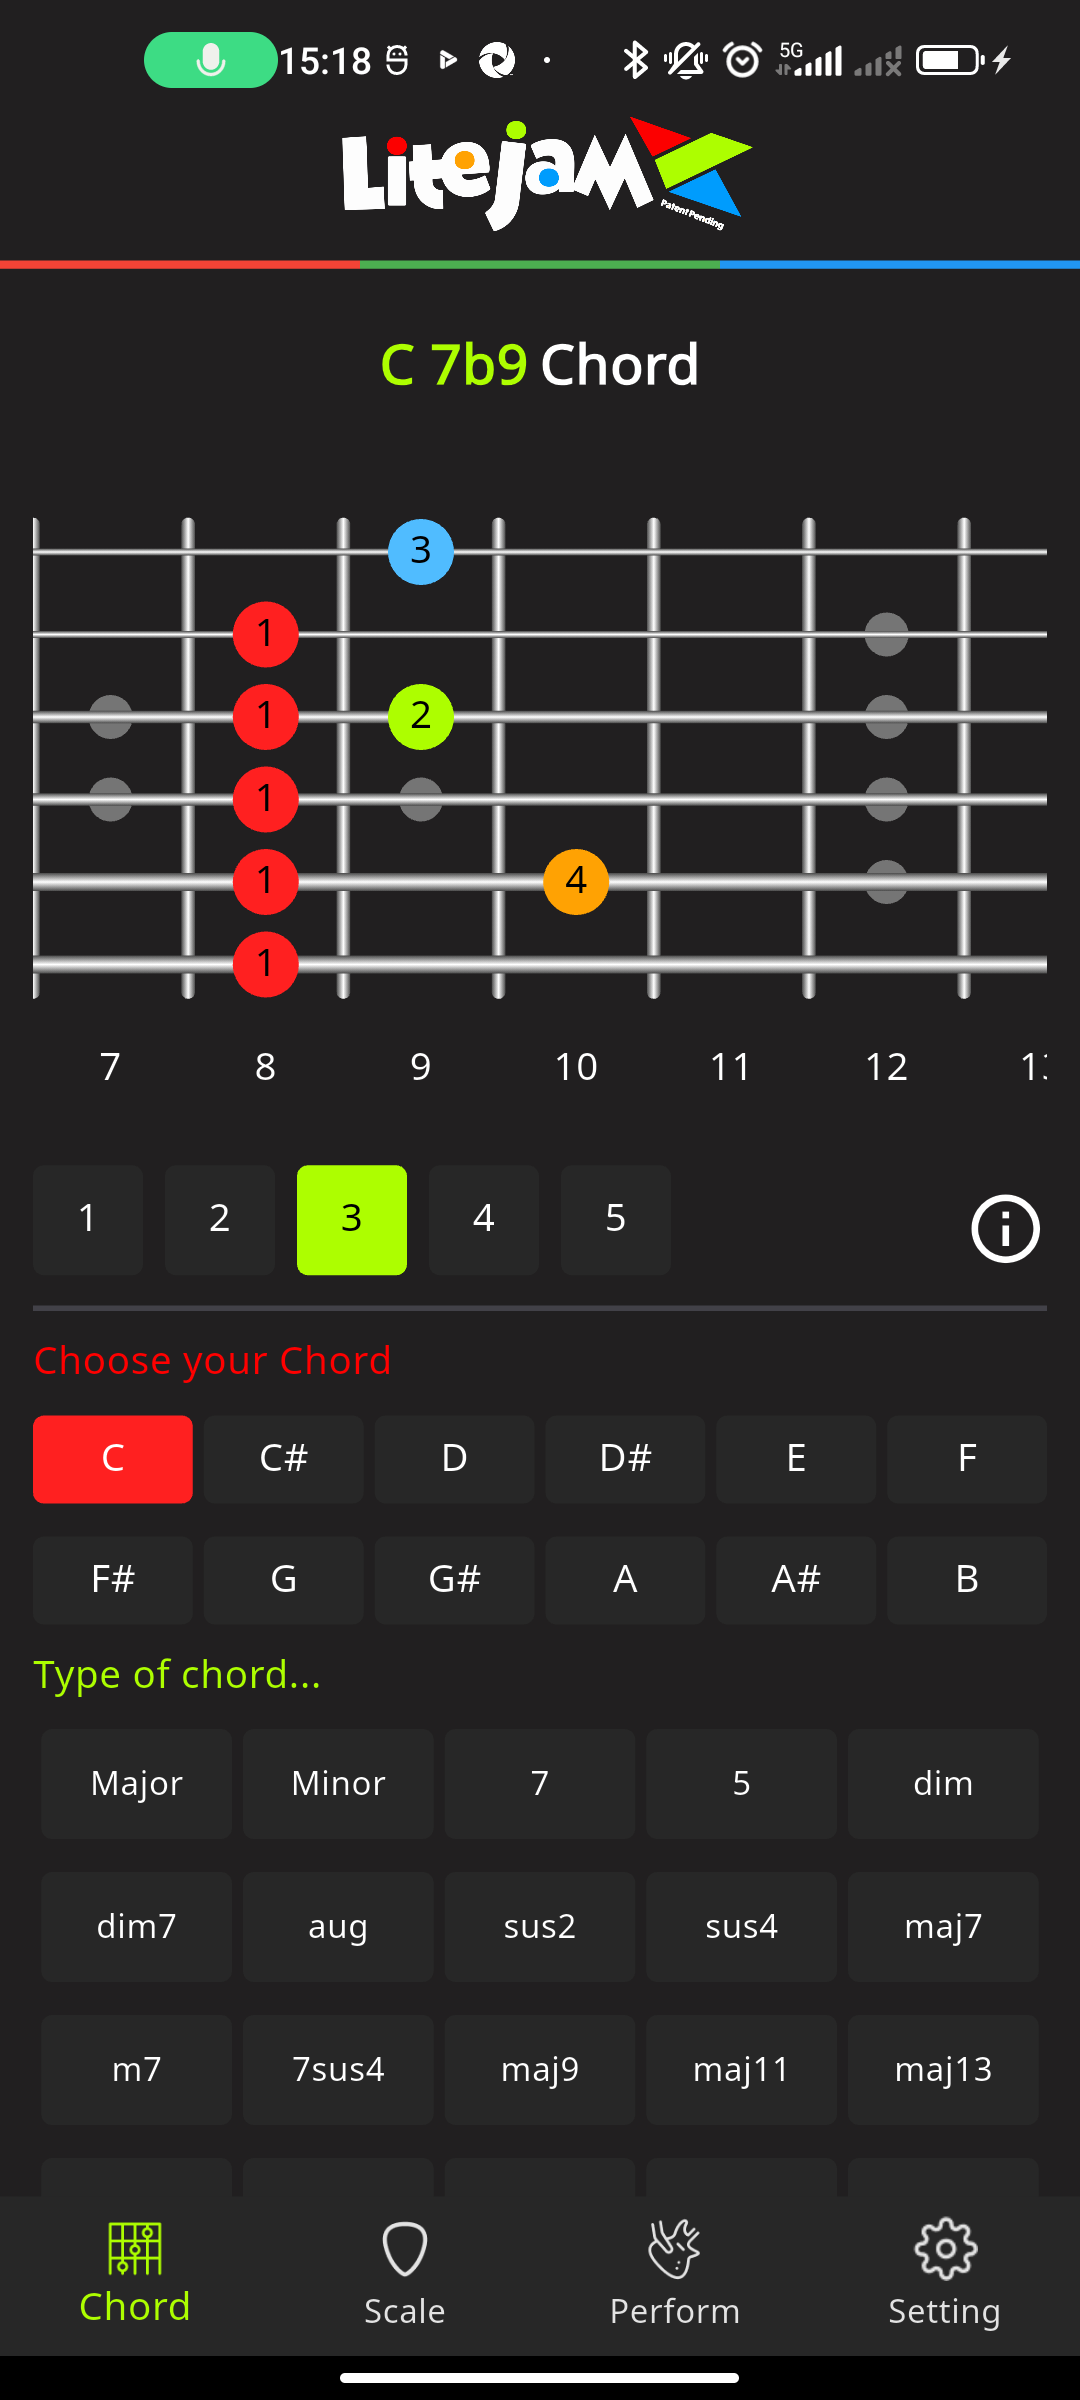 15:18 5G
Litejam
Patent Pending
C 7b9 Chord
3
1
1 2
1
1 4
1
7 8 9 10 11 12
1 2 3 4 5
Choose your Chord
C C# D D# E F
F# G G# A A# B
Type of chord...
Major Minor 7 5 dim
dim7 aug sus2 sus4 maj7
m7 7sus4 maj9 maj11 maj13
Chord Scale Perform Setting